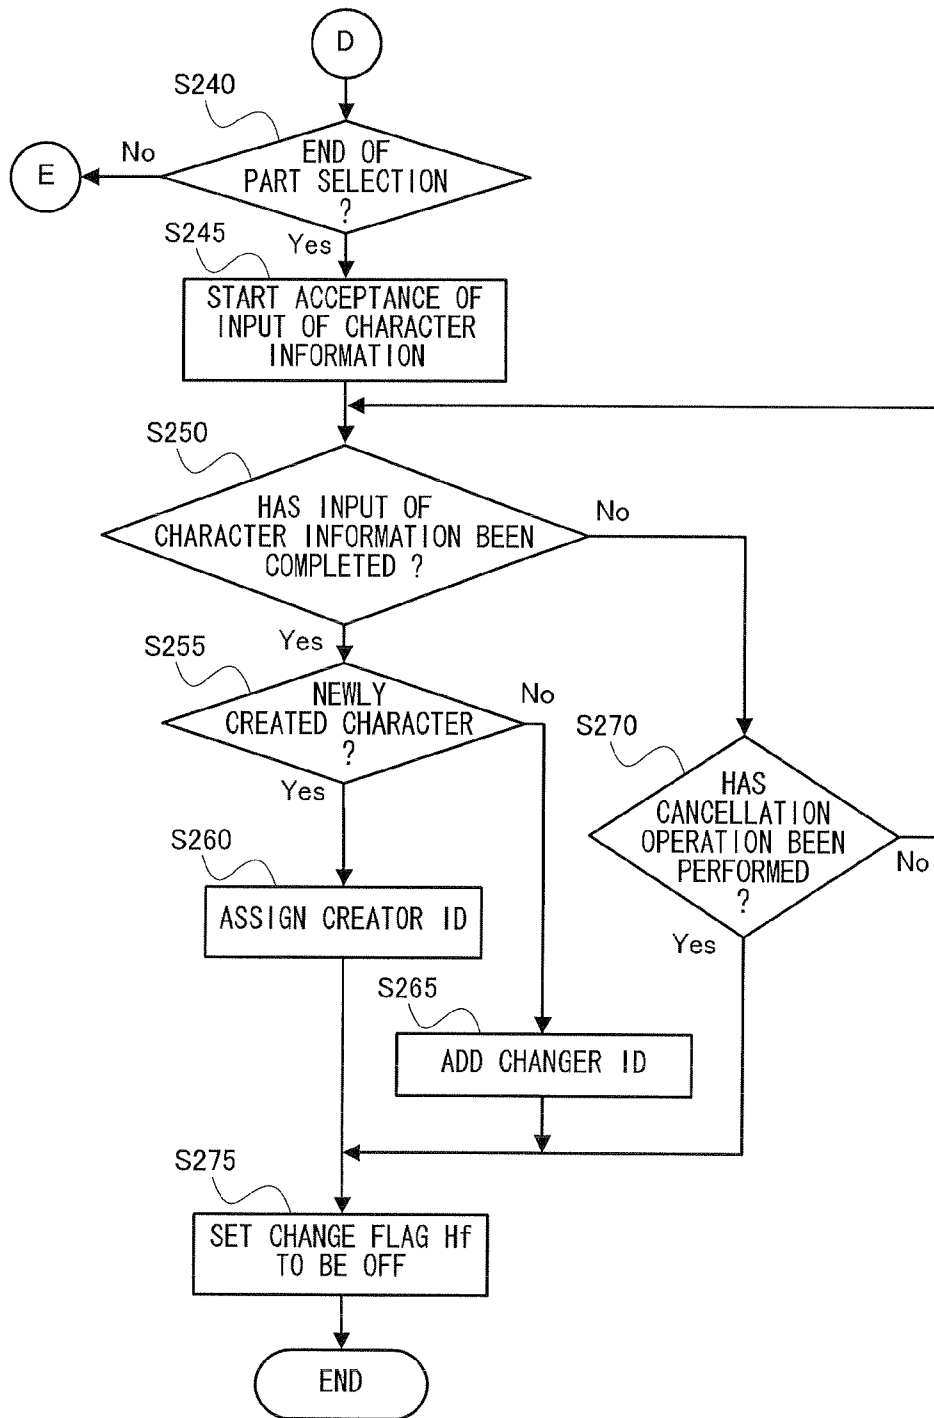 D
S240
END OF
PART SELECTION
?
No
E
Yes
S245
START ACCEPTANCE OF
INPUT OF CHARACTER
INFORMATION
S250
HAS INPUT OF
CHARACTER INFORMATION BEEN
COMPLETED ?
No
Yes
S255
NEWLY
CREATED CHARACTER
?
No
Yes
S270
HAS
CANCELLATION
OPERATION BEEN
PERFORMED
?
No
Yes
S260
ASSIGN CREATOR ID
S265
ADD CHANGER ID
S275
SET CHANGE FLAG Hf
TO BE OFF
END